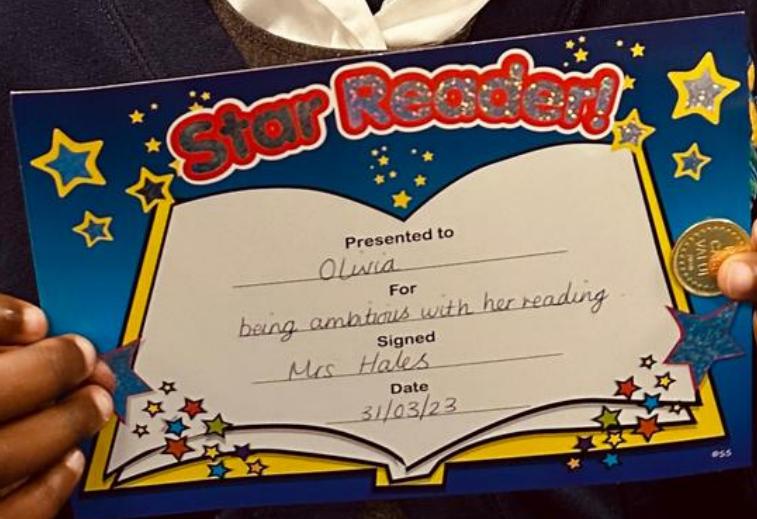 Star Reader!
Presented to
Olivia
For
being ambitious with her reading
Signed
Mrs Hales
Date
31/03/23